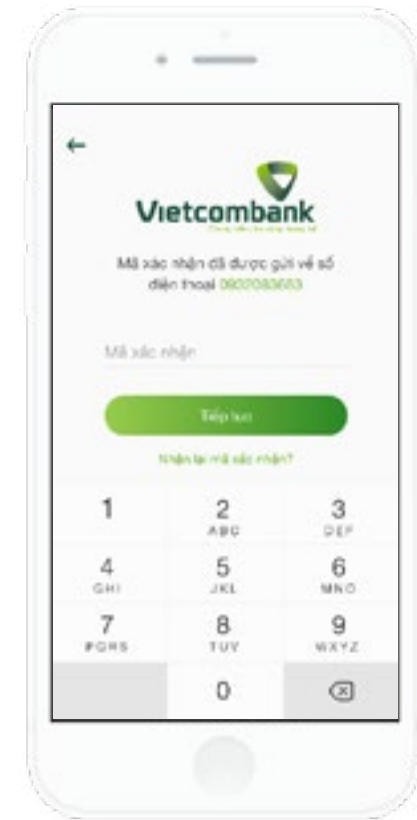 Vietcombank
Mã xác nhận đã được gửi về số
điện thoại
Mã xác nhận
Tiếp tục
Nhận lại mã xác nhận?
1 2 3
ABC DEF
4 5 6
GHI JKL MNO
7 8 9
PQRS TUV WXYZ
0